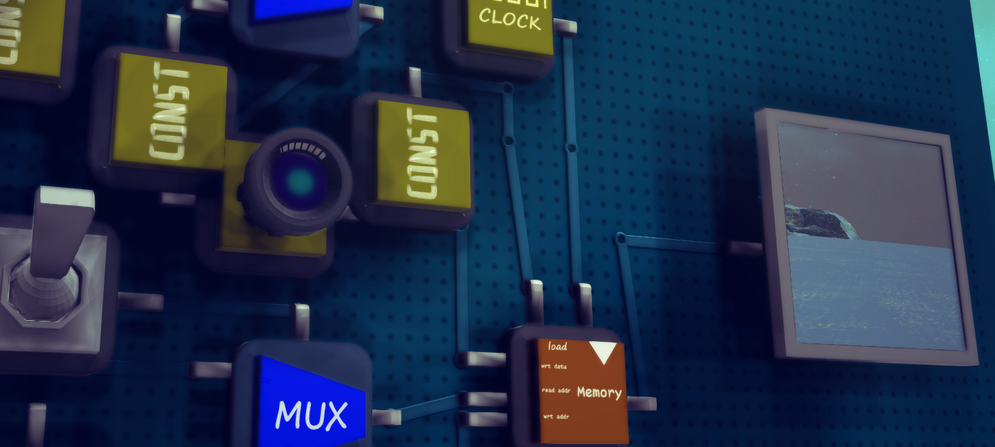 CLOCK
CONST
CONST
CONST
load
wrt data
read addr
Memory
wrt addr
MUX